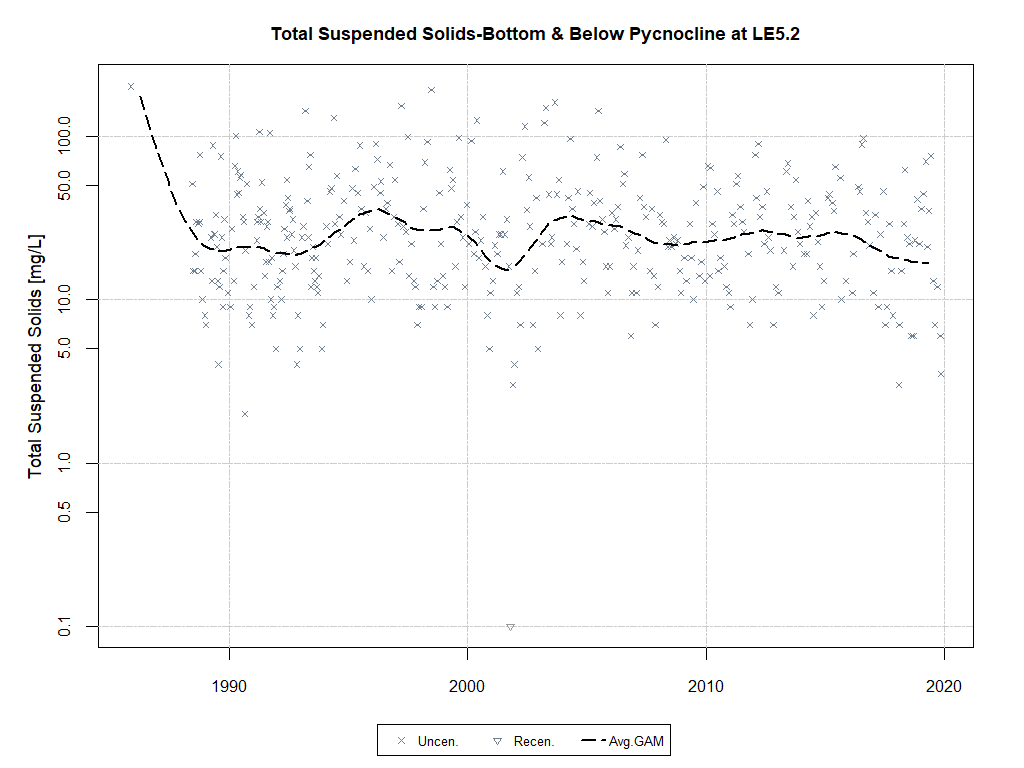 Total Suspended Solids-Bottom & Below Pycnocline at LE5.2
Total Suspended Solids [mg/L]
100.0
50.0
10.0
5.0
1.0
0.5
0.1
1990 2000 2010 2020
Uncen. Recen. Avg.GAM